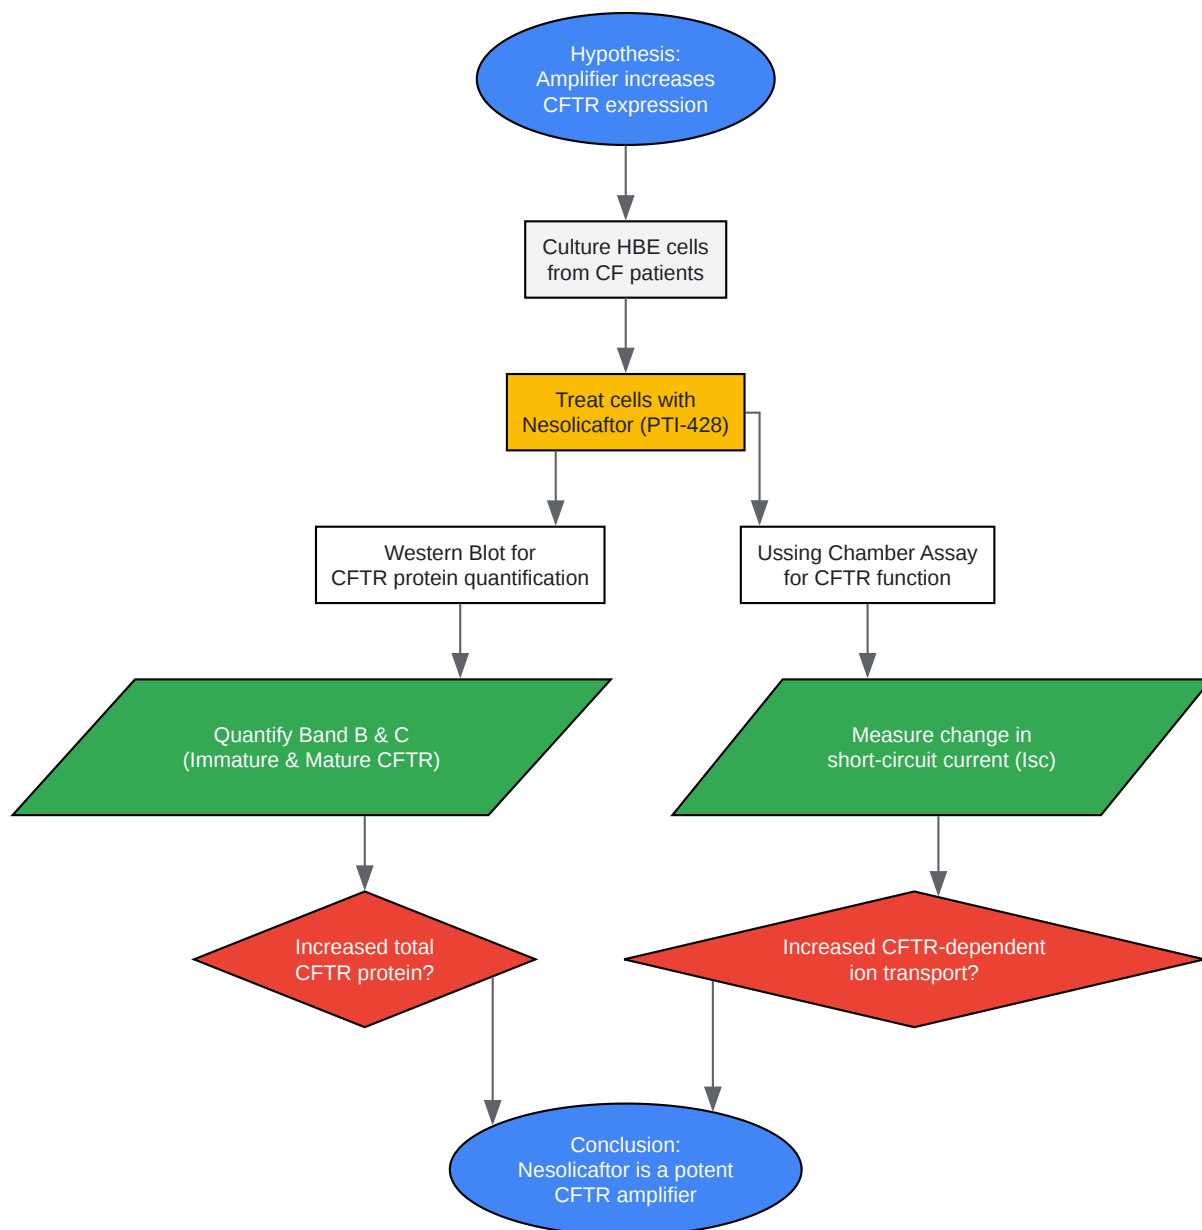 Hypothesis:
Amplifier increases
CFTR expression
Culture HBE cells
from CF patients
Treat cells with
Nesolicaftor (PTI-428)
Western Blot for
CFTR protein quantification
Ussing Chamber Assay
for CFTR function
Quantify Band B & C
(Immature & Mature CFTR)
Measure change in
short-circuit current (Isc)
Increased total
CFTR protein?
Increased CFTR-dependent
ion transport?
Conclusion:
Nesolicaftor is a potent
CFTR amplifier